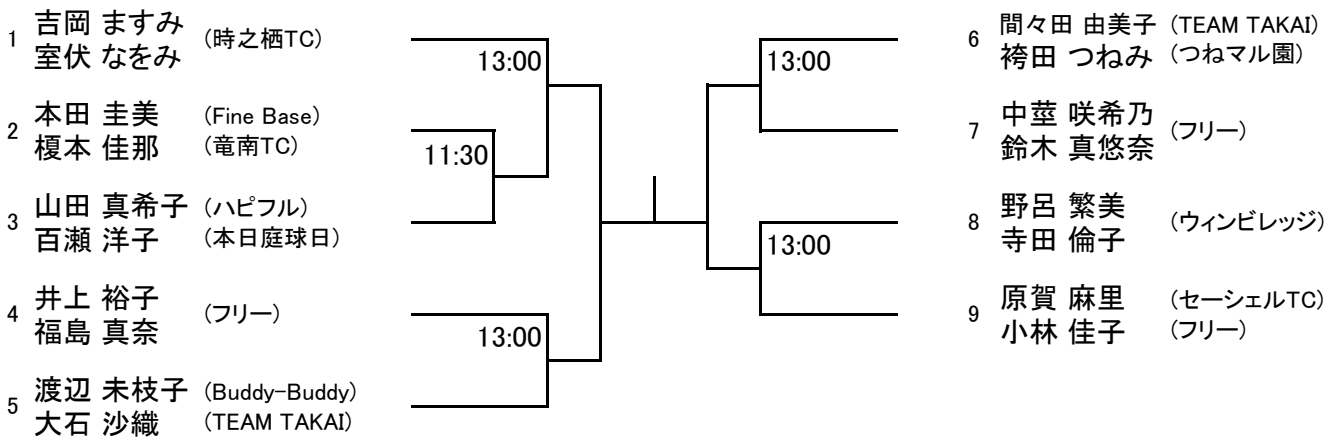 1 吉岡 ますみ (時之栖TC)
室伏 なをみ
13:00
2 本田 圭美 (Fine Base)
榎本 佳那 (竜南TC)
11:30
3 山田 真希子 (ハピフル)
百瀬 洋子 (本日庭球日)
4 井上 裕子 (フリー)
福島 真奈
13:00
5 渡辺 未枝子 (Buddy-Buddy)
大石 沙織 (TEAM TAKAI)
6 間々田 由美子 (TEAM TAKAI)
袴田 つねみ (つねマル園)
13:00
7 中莖 咲希乃 (フリー)
鈴木 真悠奈
8 野呂 繁美 (ウィンビレッジ)
寺田 倫子
13:00
9 原賀 麻里 (セーシェルTC)
小林 佳子 (フリー)